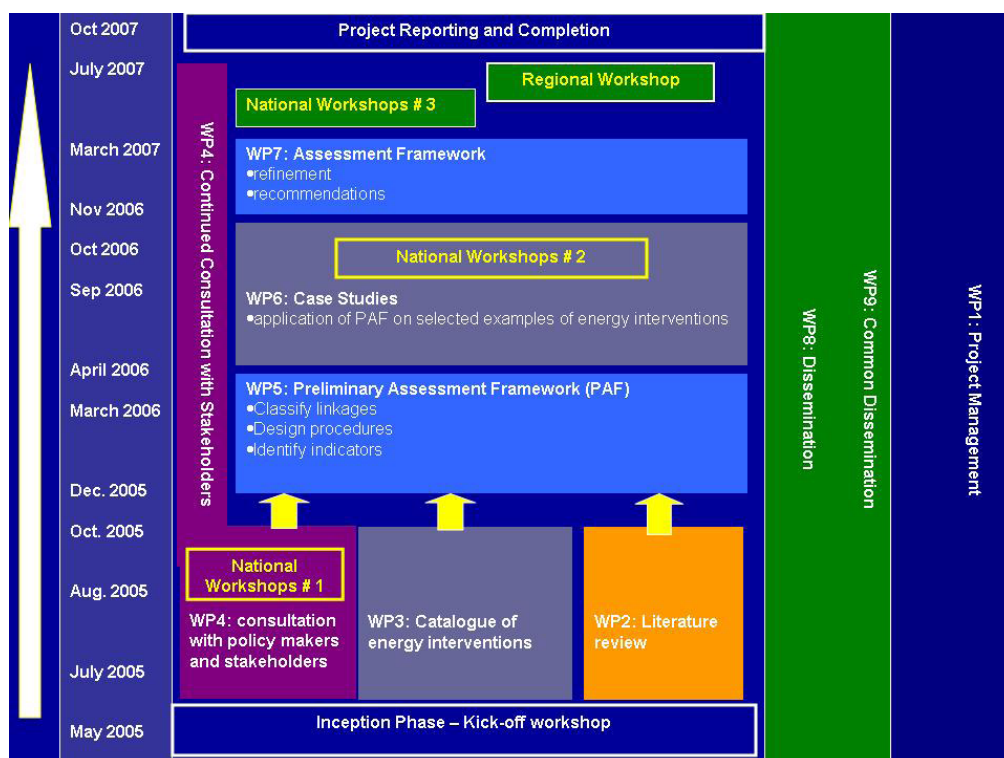 Oct 2007
Project Reporting and Completion
July 2007
Regional Workshop
National Workshops # 3
March 2007
WP7: Assessment Framework
•refinement
•recommendations
Nov 2006
Oct 2006
National Workshops # 2
Sep 2006
WP6: Case Studies
•application of PAF on selected examples of energy interventions
April 2006
WP5: Preliminary Assessment Framework (PAF)
March 2006
•Classify linkages
•Design procedures
•Identify indicators
Dec. 2005
Oct. 2005
National
Workshops # 1
Aug. 2005
WP4: consultation
with policy makers
and stakeholders
WP3: Catalogue of
energy interventions
WP2: Literature
review
July 2005
Inception Phase – Kick-off workshop
May 2005
WP4: Continued Consultation with Stakeholders
WP8: Dissemination
WP9: Common Dissemination
WP1: Project Management